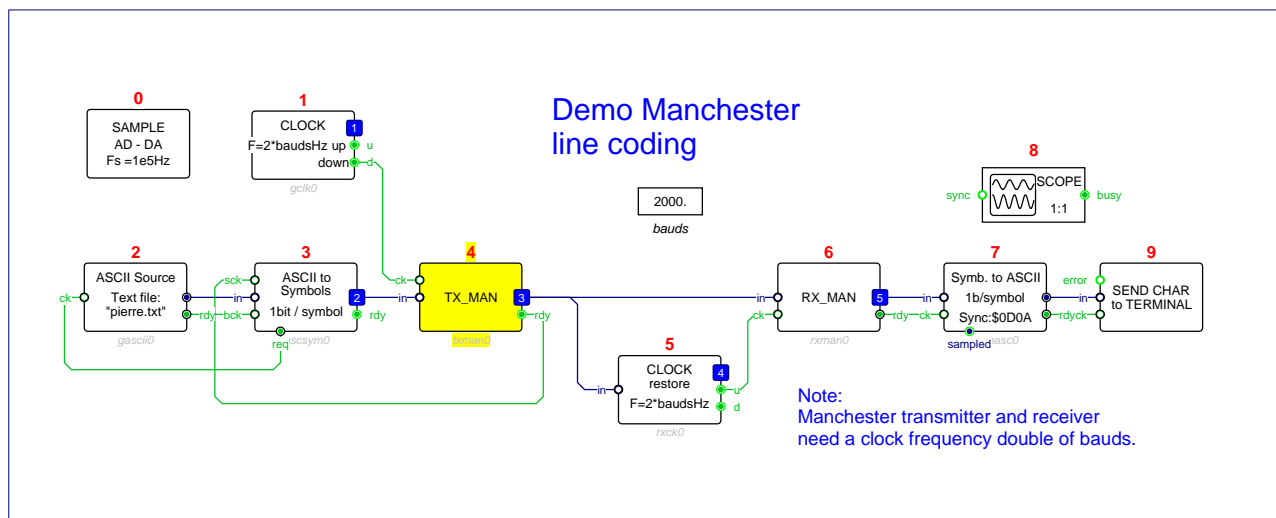 Demo Manchester
line coding
0
SAMPLE
AD - DA
Fs =1e5Hz
1
CLOCK
F=2*baudsHz up
down
1
u
d
gclk0
2000.
bauds
8
SCOPE
1:1
sync
busy
2
ASCII Source
Text file:
"pierre.txt"
ck
rdy
gascii0
3
ASCII to
Symbols
1bit / symbol
sck
in
bck
2
rdy
req
scsym0
4
TX_MAN
ck
in
3
rdy
txman0
5
CLOCK
restore
F=2*baudsHz
in
4
u
d
rxck0
6
RX_MAN
in
ck
5
rdy
rxman0
7
Symb. to ASCII
1b/symbol
Sync:$0D0A
in
ck
rdy
sampled
iasc0
9
SEND CHAR
to TERMINAL
error
in
ck
Note:
Manchester transmitter and receiver
need a clock frequency double of bauds.